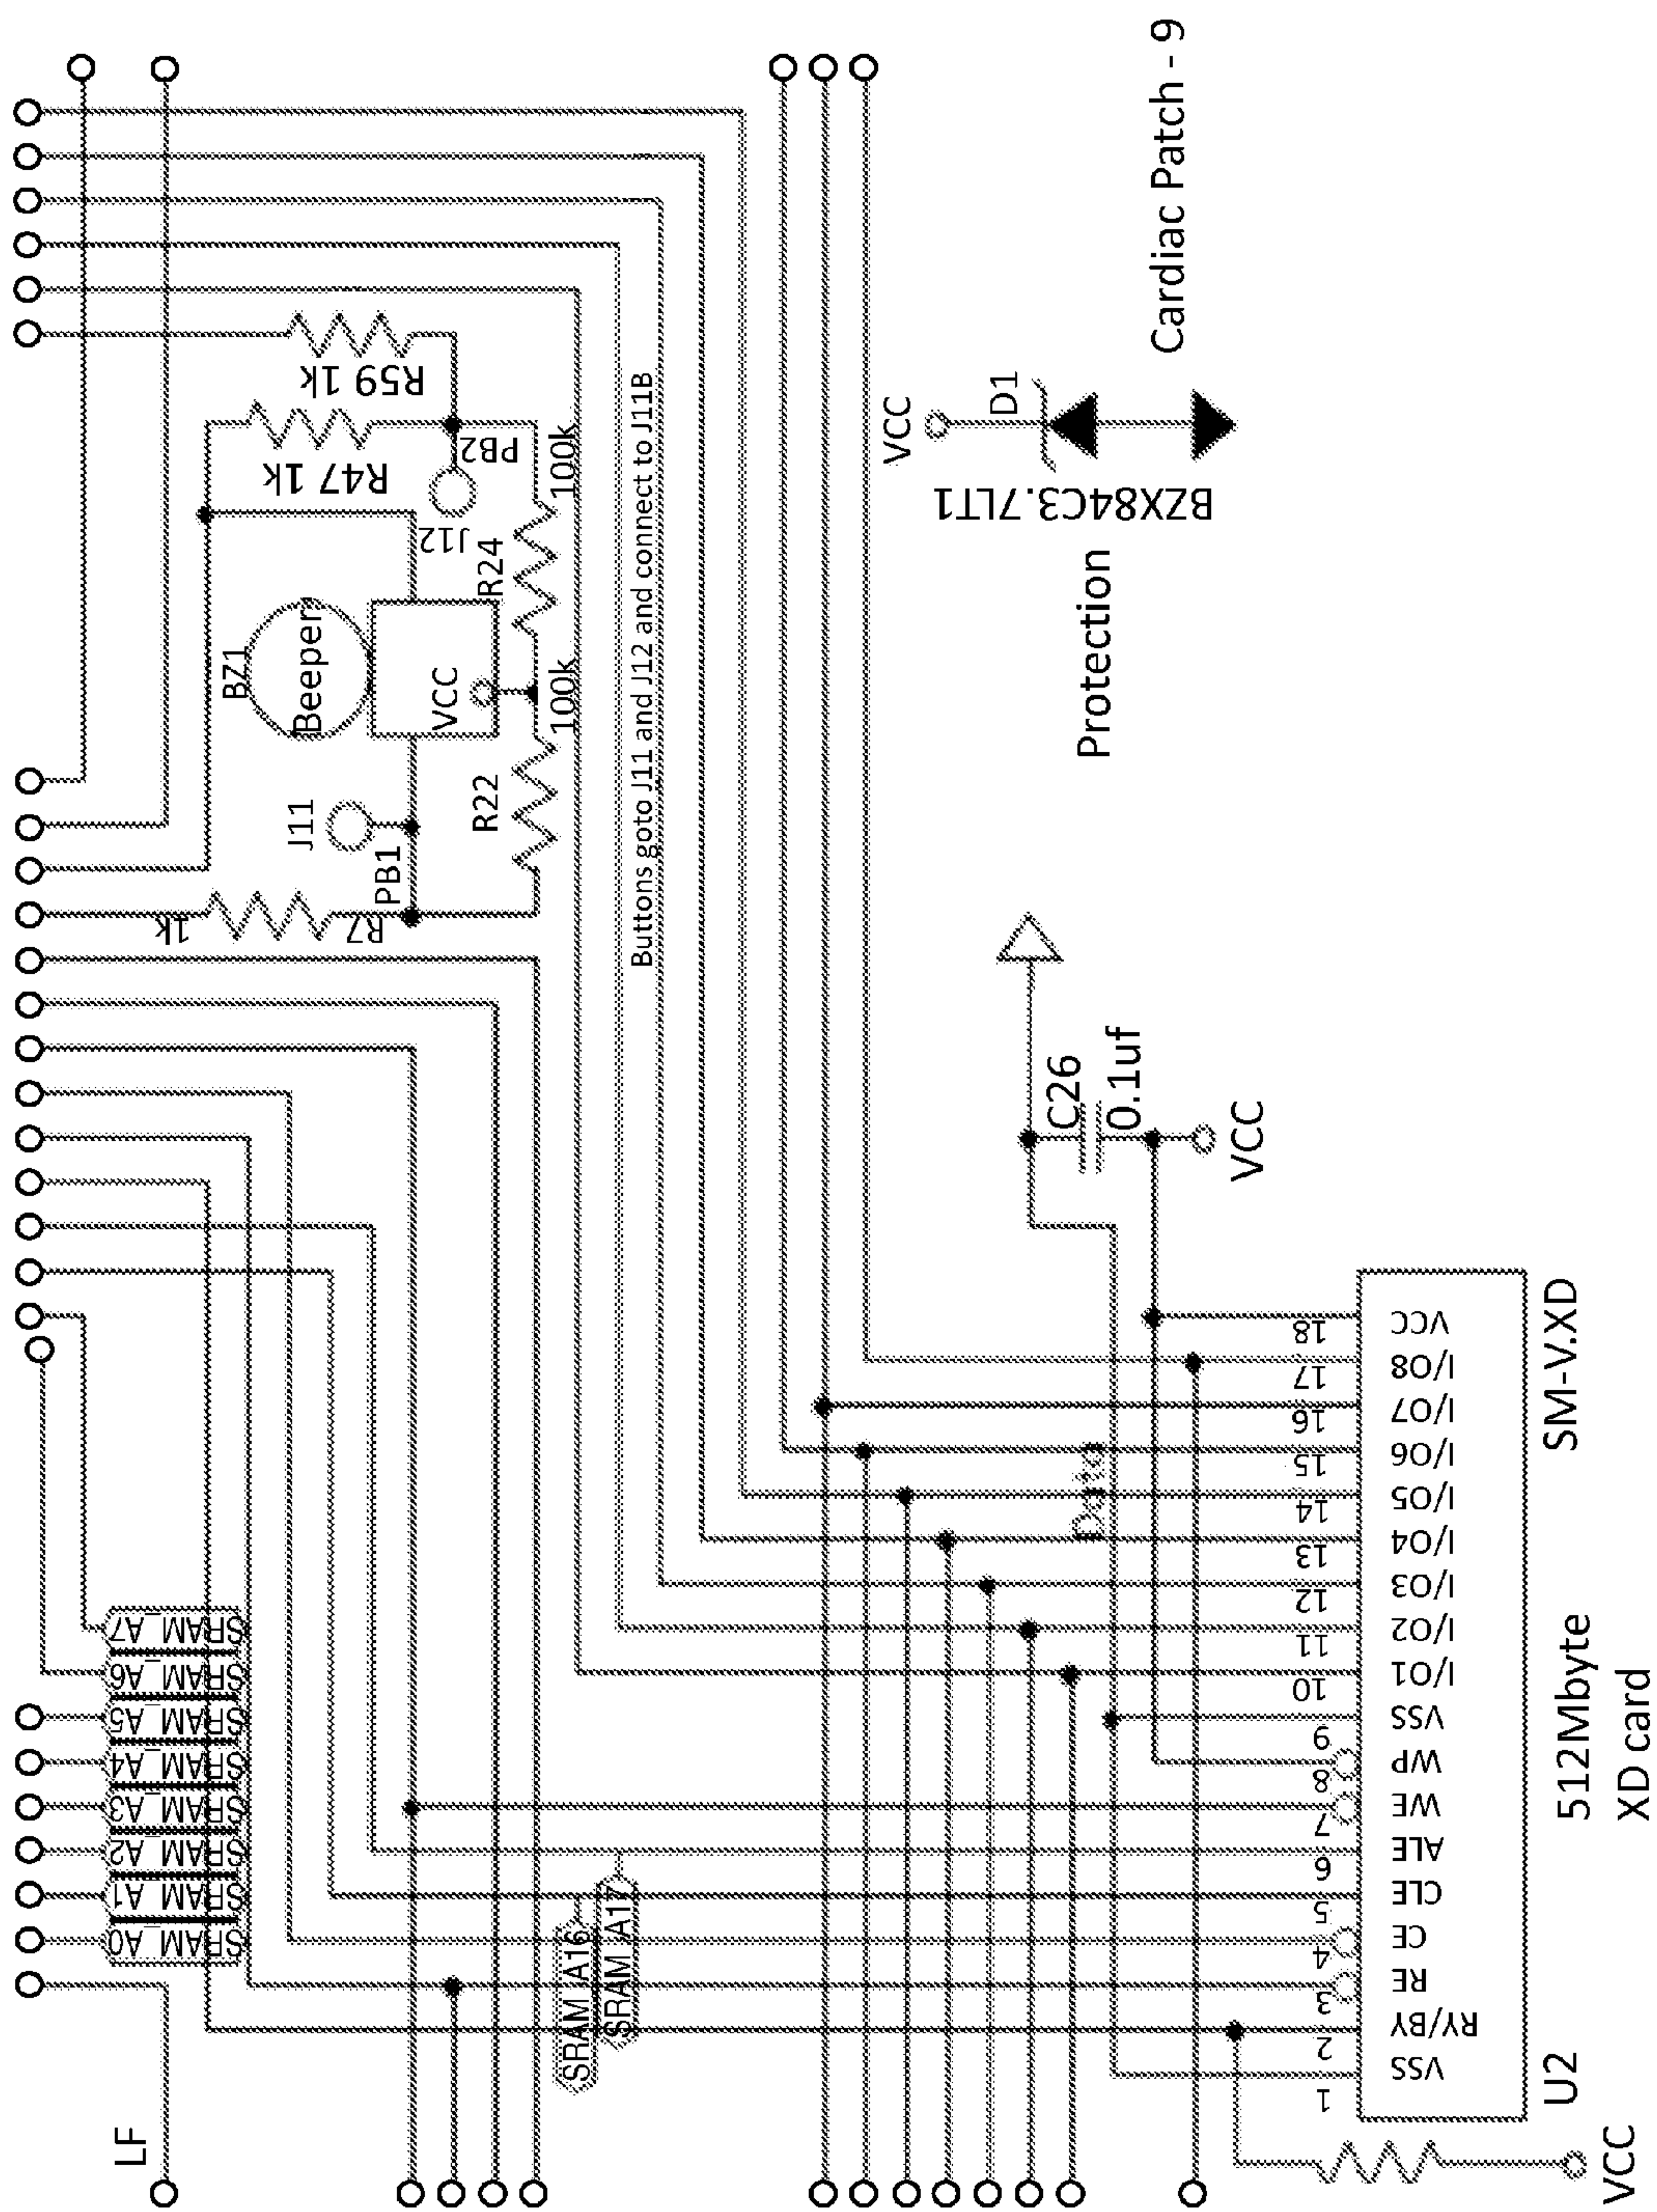 LF
SRAM_A0
SRAM_A1
SRAM_A2
SRAM_A3
SRAM_A4
SRAM_A5
SRAM_A6
SRAM_A7
SRAM_A16
SRAM_A17
1k
R7
PB1
J11
BZ1
Beeper
VCC
R22
100k
R24
100k
J12
PB2
R47 1k
R59 1k
Buttons goto J11 and J12 and connect to J11B
VCC
D1
BZX84C3.7LT1
Protection
Cardiac Patch - 9
C26
0.1uf
VCC
1 VSS
2 RY/BY
3 RE
4 CE
5 CLE
6 ALE
7 WE
8 WP
9 VSS
10 I/O1
11 I/O2
12 I/O3
13 I/O4
14 I/O5
15 I/O6
16 I/O7
17 I/O8
18 VCC
U2
512Mbyte
XD card
SM-V.XD
VCC